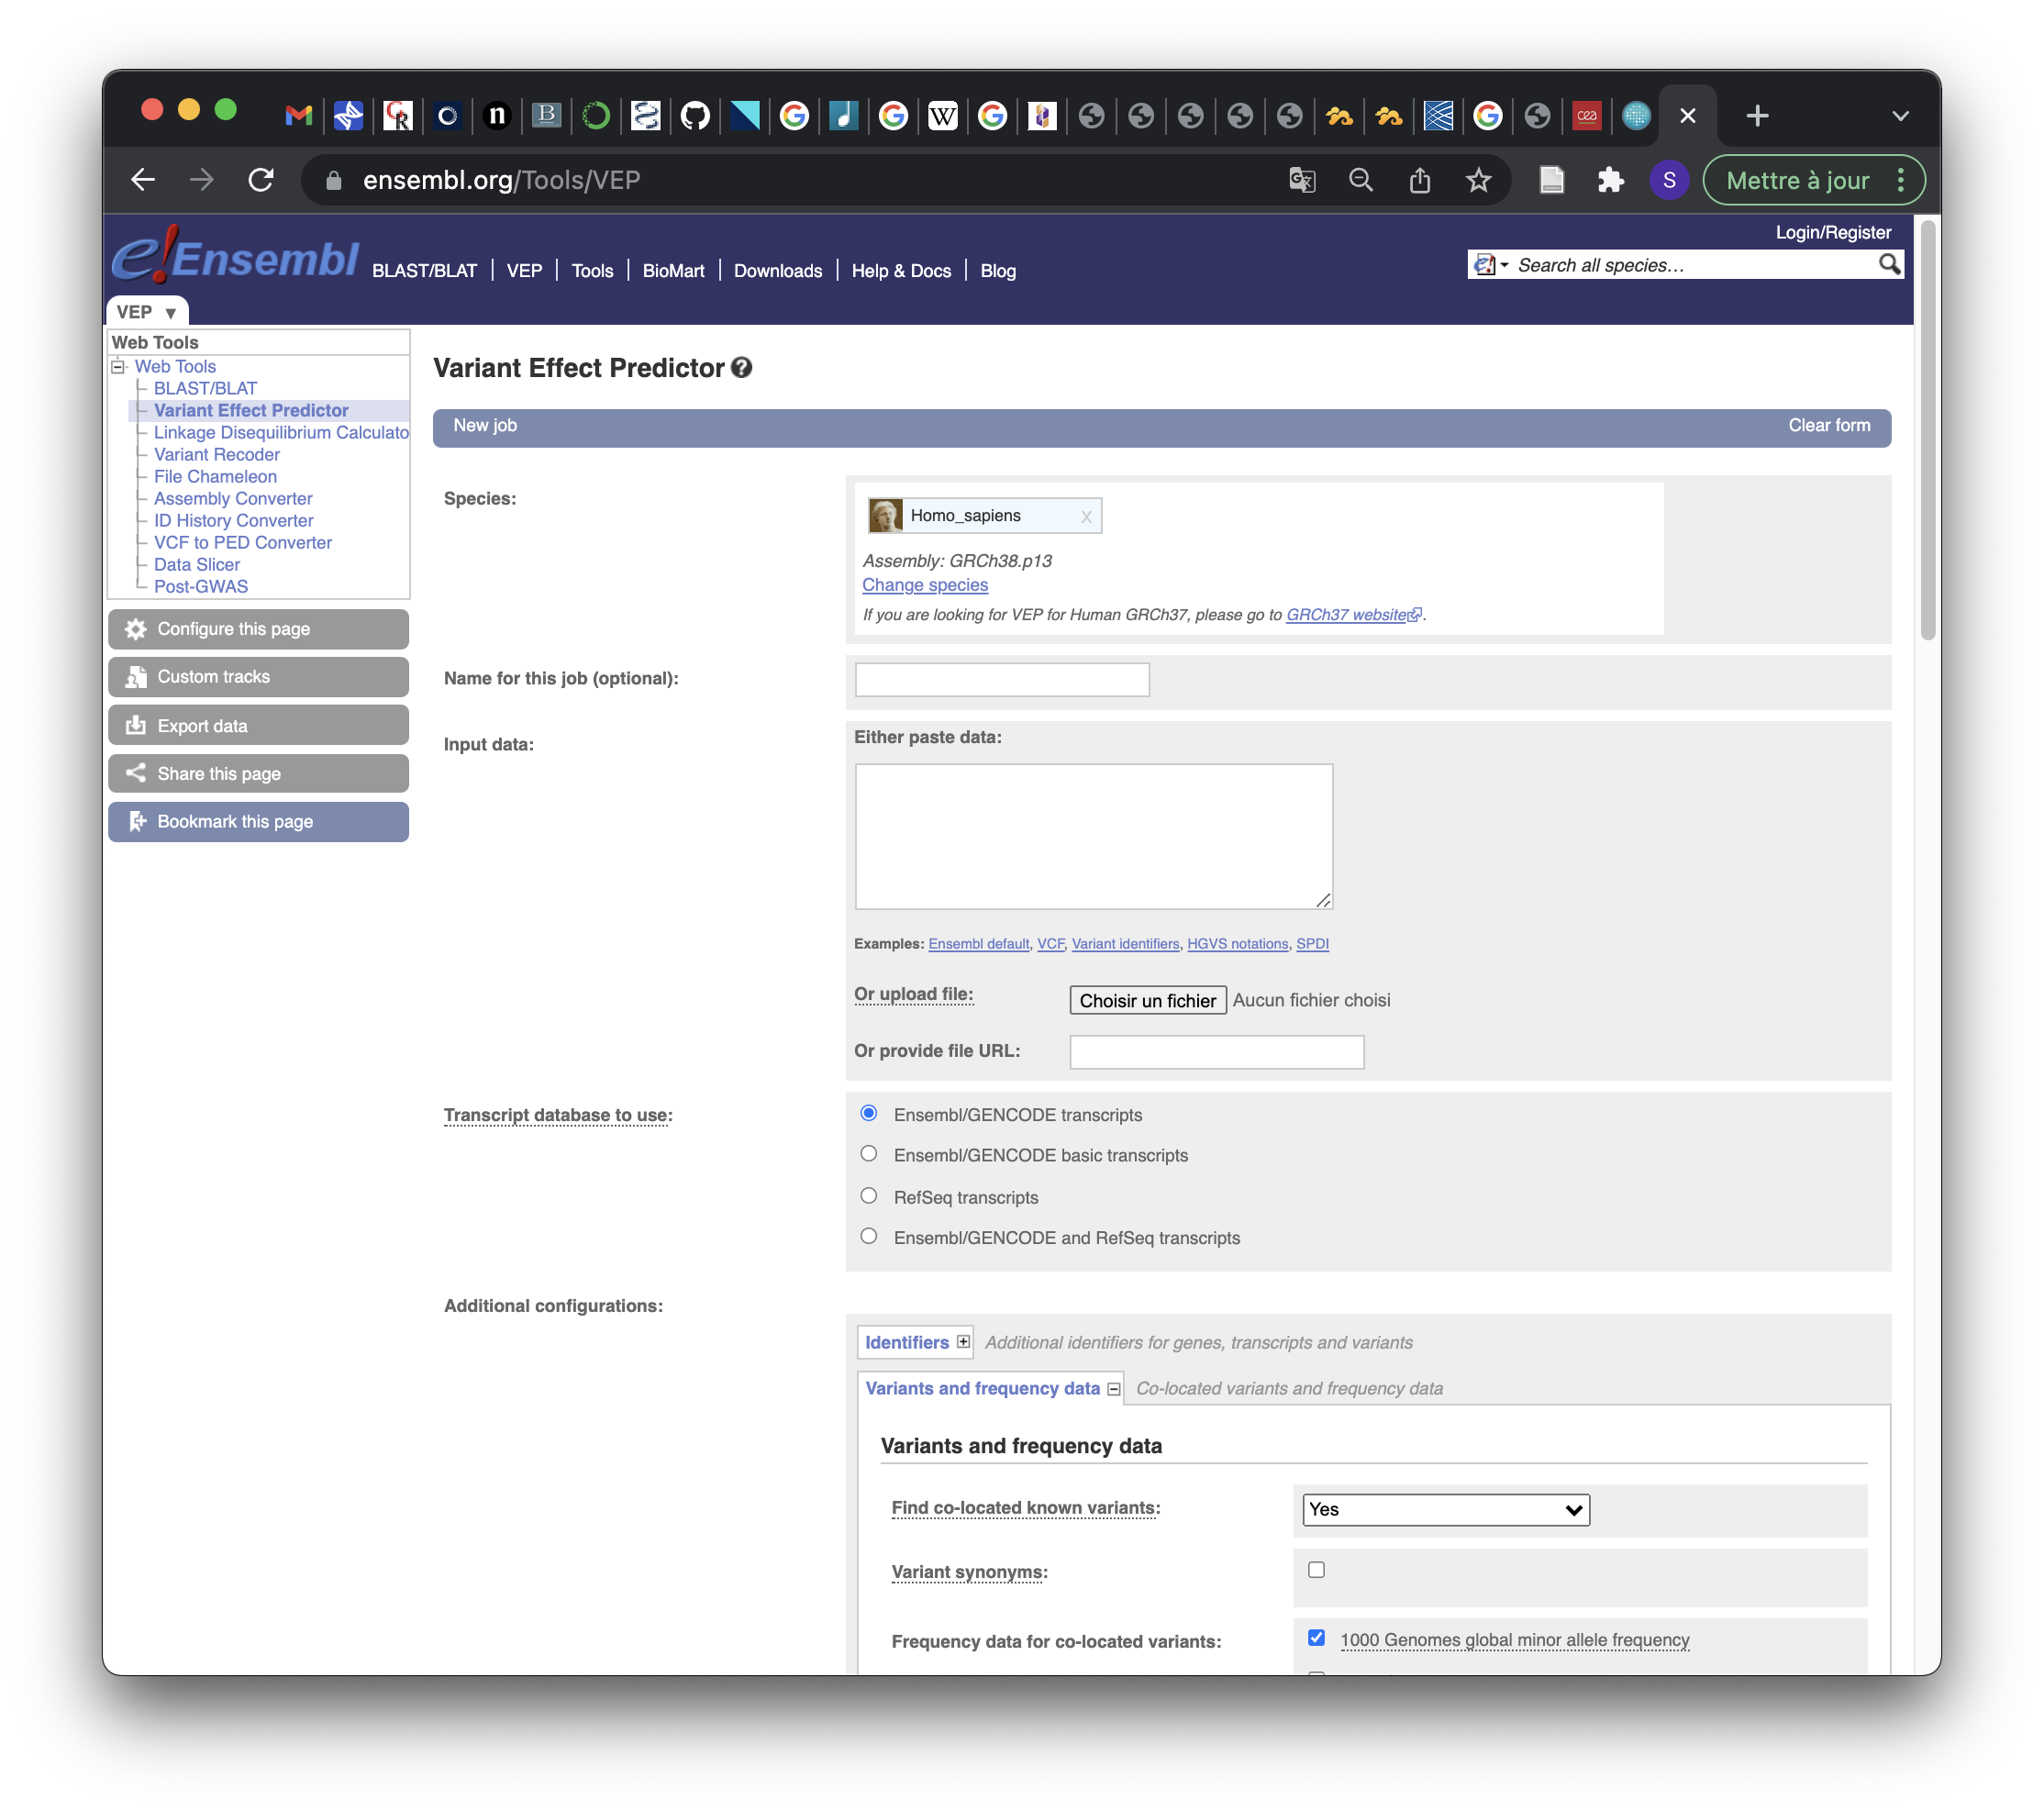 n B W cea
ensembl.org/Tools/VEP S Mettre à jour
Login/Register
e!Ensembl BLAST/BLAT | VEP | Tools | BioMart | Downloads | Help & Docs | Blog
e! Search all species…
VEP ▼
Web Tools
Web Tools
BLAST/BLAT
Variant Effect Predictor
Linkage Disequilibrium Calculato
Variant Recoder
File Chameleon
Assembly Converter
ID History Converter
VCF to PED Converter
Data Slicer
Post-GWAS
Configure this page
Custom tracks
Export data
Share this page
Bookmark this page
Variant Effect Predictor ?
New job Clear form
Species:
Homo_sapiens x
Assembly: GRCh38.p13
Change species
If you are looking for VEP for Human GRCh37, please go to GRCh37 website.
Name for this job (optional):
Input data:
Either paste data:
Examples: Ensembl default, VCF, Variant identifiers, HGVS notations, SPDI
Or upload file: Choisir un fichier Aucun fichier choisi
Or provide file URL:
Transcript database to use:
Ensembl/GENCODE transcripts
Ensembl/GENCODE basic transcripts
RefSeq transcripts
Ensembl/GENCODE and RefSeq transcripts
Additional configurations:
Identifiers Additional identifiers for genes, transcripts and variants
Variants and frequency data Co-located variants and frequency data
Variants and frequency data
Find co-located known variants: Yes
Variant synonyms:
Frequency data for co-located variants: 1000 Genomes global minor allele frequency